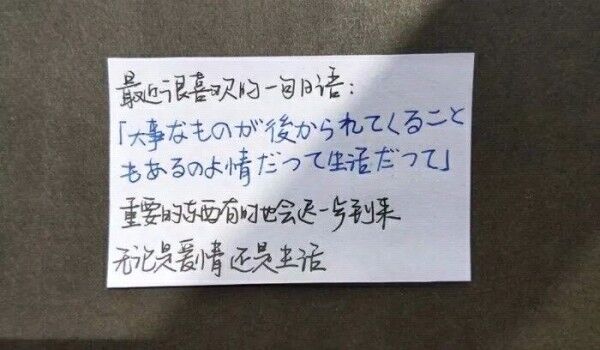 最近很喜欢的一句日语：
「大事なものが後かられてくること
もあるのよ情だって生活だって」
重要的东西有时也会迟一步到来
无论是爱情还是生活